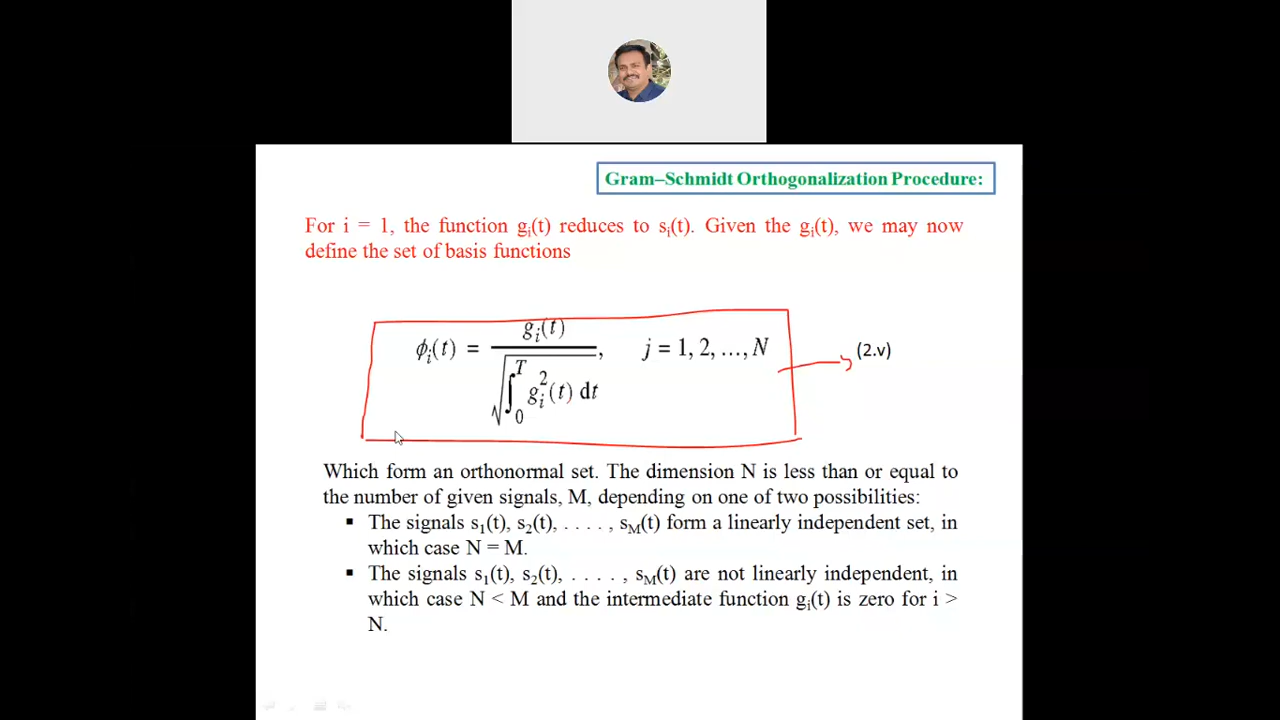 Gram–Schmidt Orthogonalization Procedure:
For i = 1, the function gᵢ(t) reduces to sᵢ(t). Given the gᵢ(t), we may now
define the set of basis functions
ϕᵢ(t) = gᵢ(t) / √(∫₀ᵀ gᵢ²(t) dt), j = 1, 2, ..., N (2.v)
Which form an orthonormal set. The dimension N is less than or equal to
the number of given signals, M, depending on one of two possibilities:
▪ The signals s₁(t), s₂(t), . . . . , s_M(t) form a linearly independent set, in
which case N = M.
▪ The signals s₁(t), s₂(t), . . . . , s_M(t) are not linearly independent, in
which case N < M and the intermediate function gᵢ(t) is zero for i >
N.